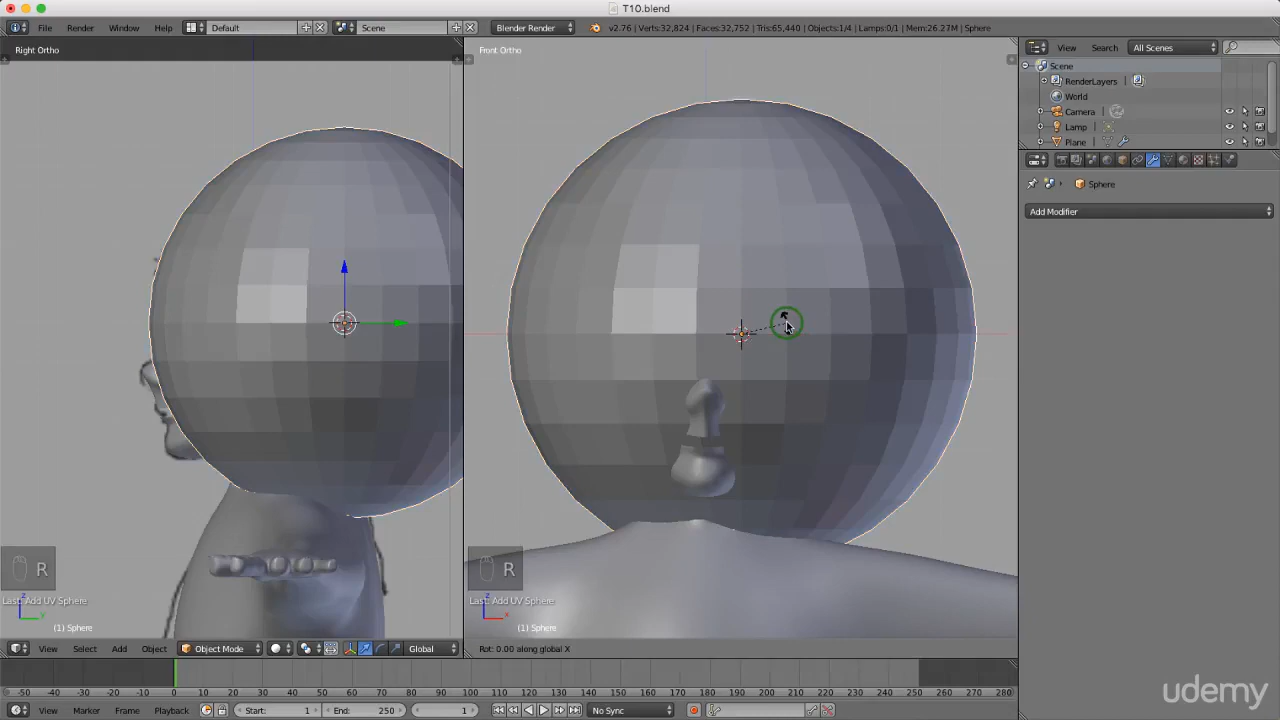 T10.blend
File Render Window Help Default Scene Blender Render v2.76 | Verts:32,824 | Faces:32,752 | Tris:65,440 | Objects:1/4 | Lamps:0/1 | Mem:26.27M | Sphere
Right Ortho
Front Ortho
View Search All Scenes
Scene
RenderLayers
World
Camera
Lamp
Plane
Sphere
Add Modifier
R
R
Last: Add UV Sphere
Last: Add UV Sphere
(1) Sphere
(1) Sphere
View Select Add Object Object Mode Global
Rot: 0.00 along global X
-50 -40 -30 -20 -10 0 10 20 30 40 50 60 70 80 90 100 110 120 130 140 150 160 170 180 190 200 210 220 230 240 250 260 270 280
View Marker Frame Playback Start: 1 End: 250 1 No Sync
udemy